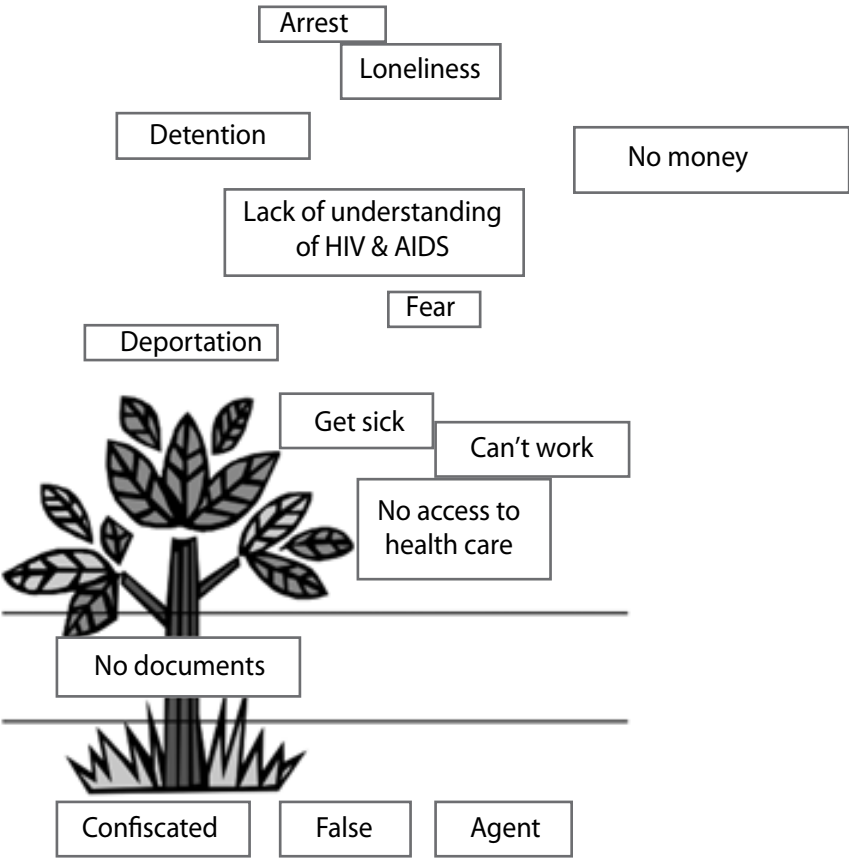 Arrest
Loneliness
Detention
No money
Lack of understanding
of HIV & AIDS
Fear
Deportation
Get sick
Can’t work
No access to
health care
No documents
Confiscated
False
Agent